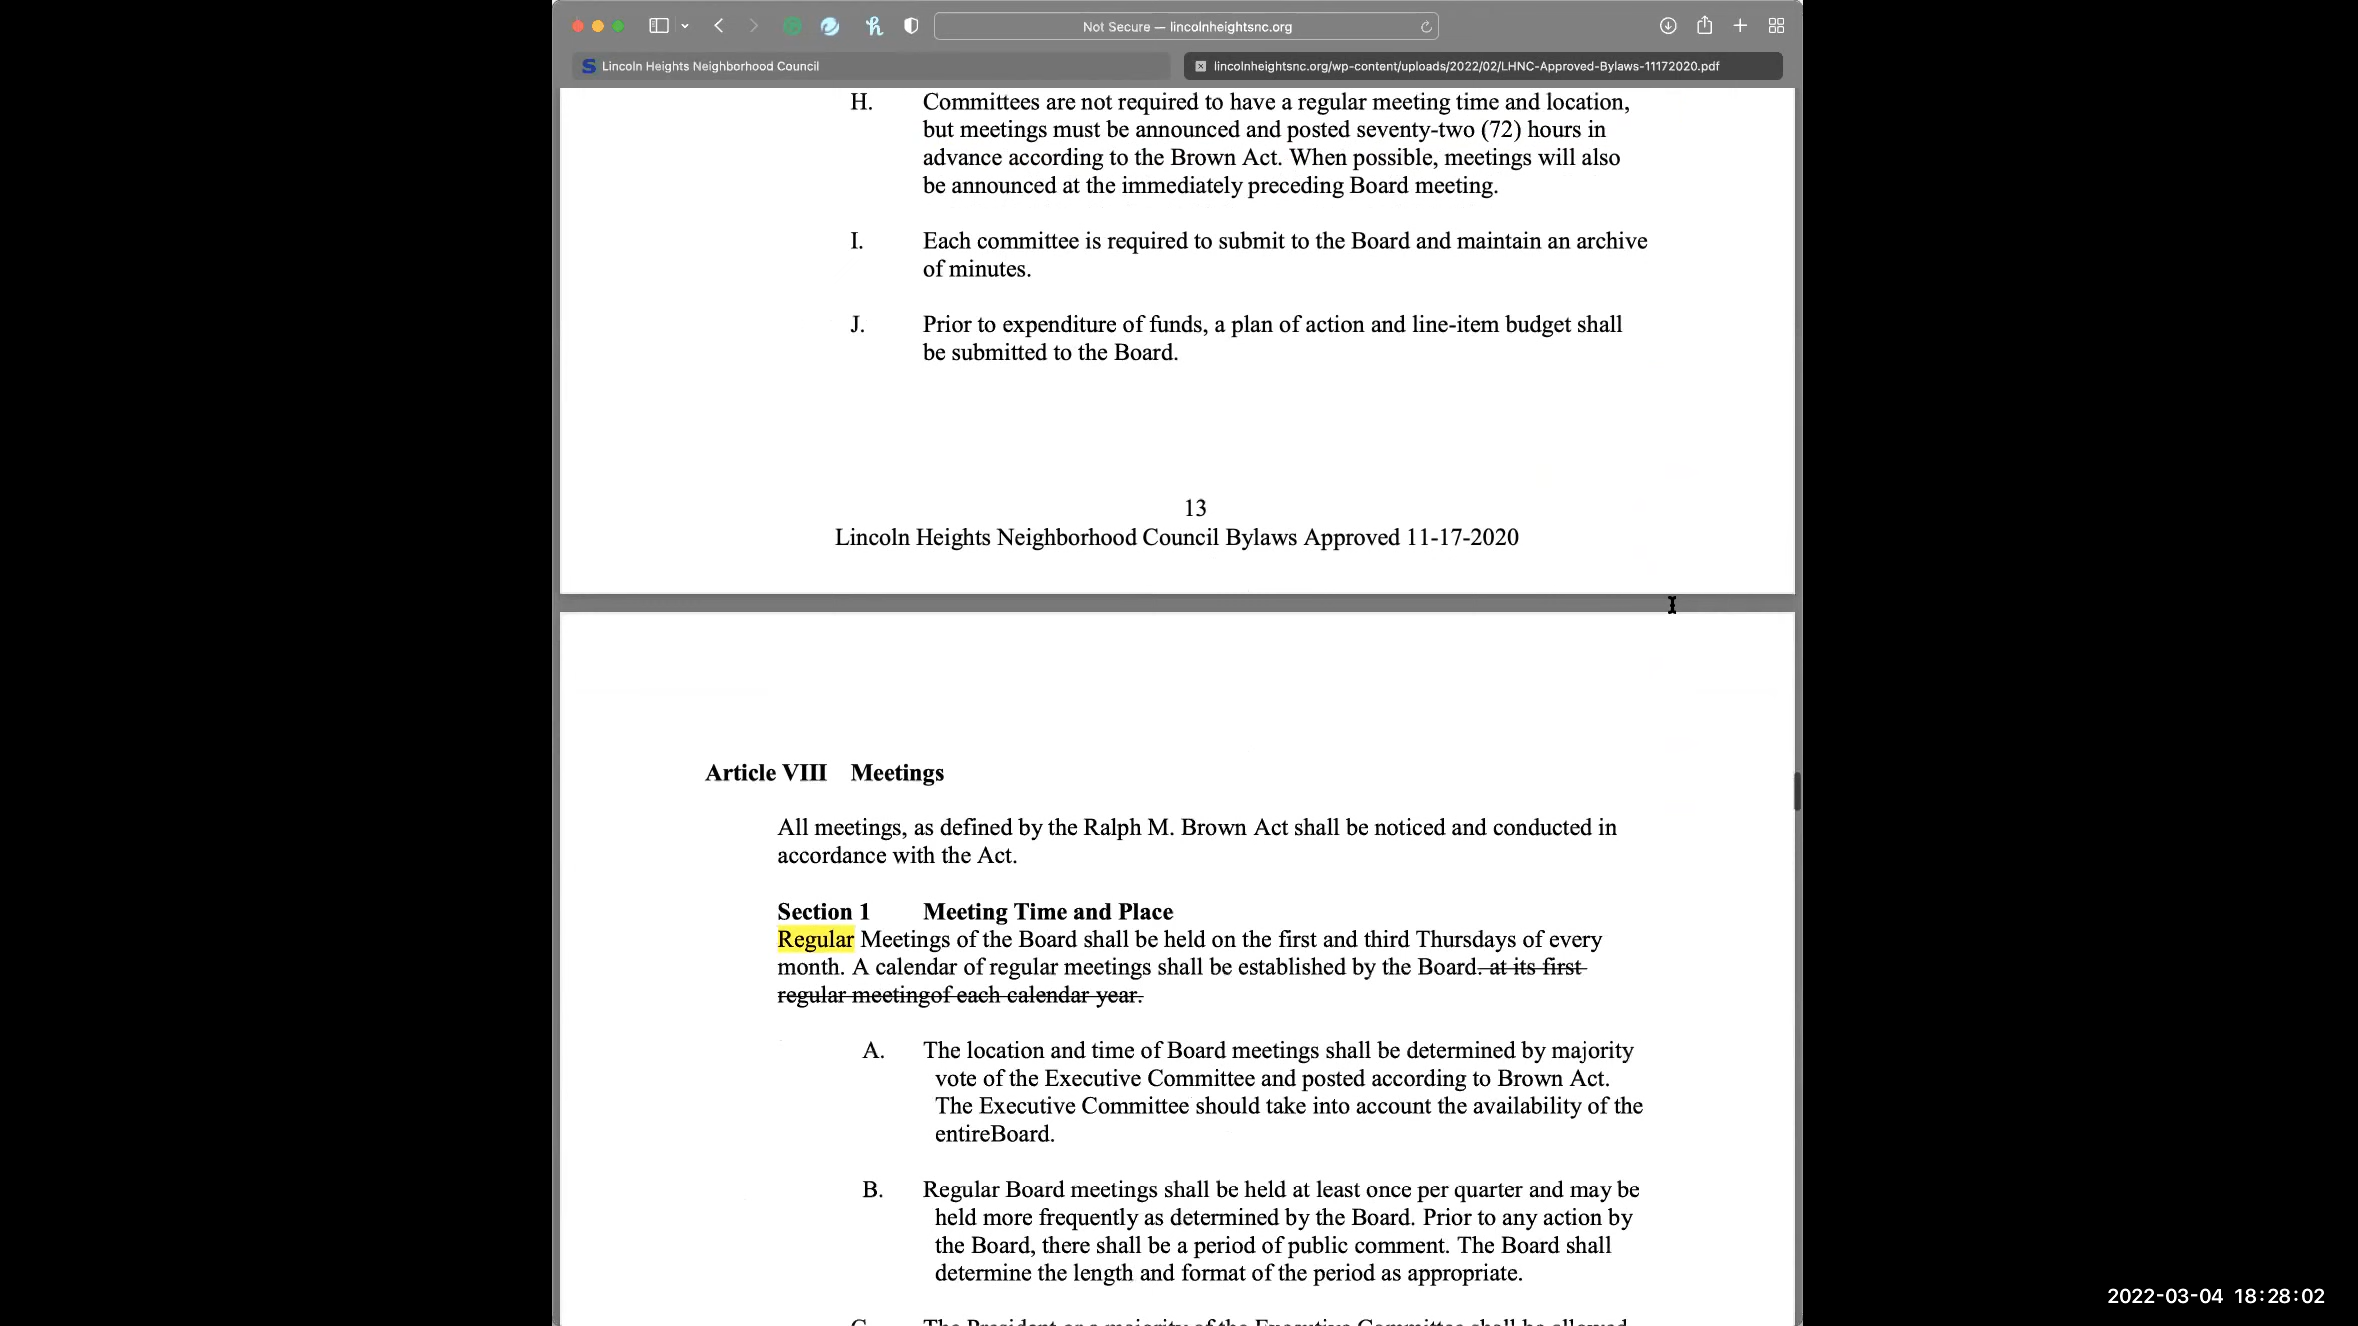 Not Secure — lincolnheightsnc.org
Lincoln Heights Neighborhood Council
lincolnheightsnc.org/wp-content/uploads/2022/02/LHNC-Approved-Bylaws-11172020.pdf
H. Committees are not required to have a regular meeting time and location,
but meetings must be announced and posted seventy-two (72) hours in
advance according to the Brown Act. When possible, meetings will also
be announced at the immediately preceding Board meeting.
I. Each committee is required to submit to the Board and maintain an archive
of minutes.
J. Prior to expenditure of funds, a plan of action and line-item budget shall
be submitted to the Board.
13
Lincoln Heights Neighborhood Council Bylaws Approved 11-17-2020
Article VIII Meetings
All meetings, as defined by the Ralph M. Brown Act shall be noticed and conducted in
accordance with the Act.
Section 1 Meeting Time and Place
Regular Meetings of the Board shall be held on the first and third Thursdays of every
month. A calendar of regular meetings shall be established by the Board. at its first
regular meetingof each calendar year.
A. The location and time of Board meetings shall be determined by majority
vote of the Executive Committee and posted according to Brown Act.
The Executive Committee should take into account the availability of the
entireBoard.
B. Regular Board meetings shall be held at least once per quarter and may be
held more frequently as determined by the Board. Prior to any action by
the Board, there shall be a period of public comment. The Board shall
determine the length and format of the period as appropriate.
C. The President or a majority of the Executive Committee shall be allowed
2022-03-04 18:28:02